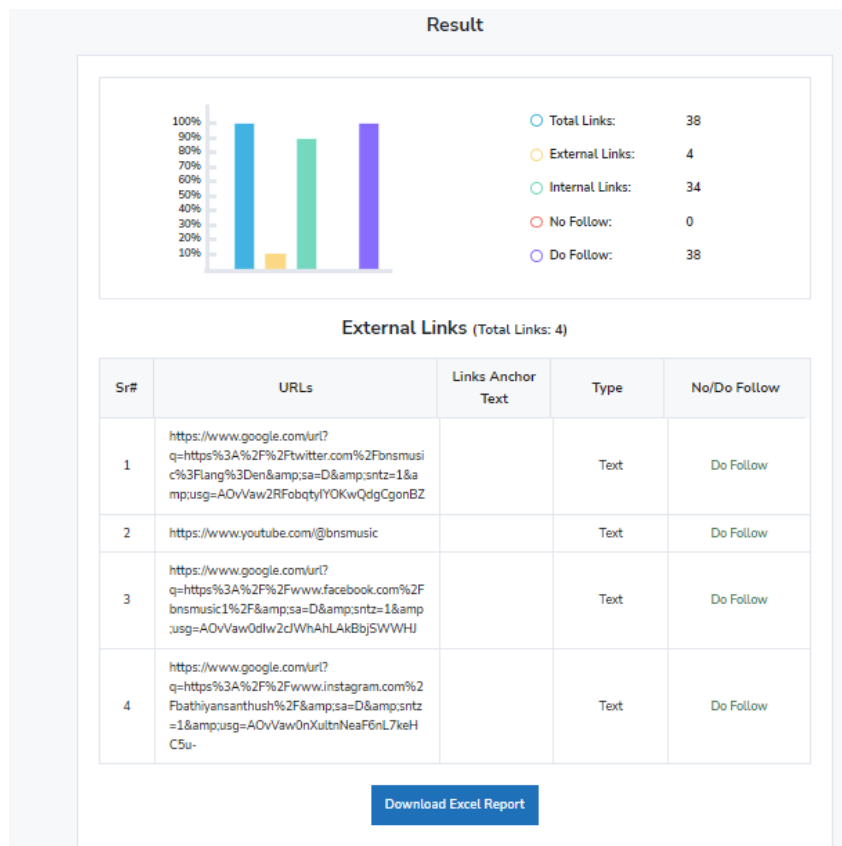 Result
100%
90%
80%
70%
60%
50%
40%
30%
20%
10%
Total Links: 38
External Links: 4
Internal Links: 34
No Follow: 0
Do Follow: 38
External Links (Total Links: 4)
Sr# URLs Links Anchor Text Type No/Do Follow
1
https://www.google.com/url?
q=https%3A%2F%2Ftwitter.com%2Fbnsmusi
c%3Flang%3Den&amp;sa=D&amp;sntz=1&a
mp;usg=AOvVaw2RFobqtyIYOKwQdgCgonBZ
Text Do Follow
2 https://www.youtube.com/@bnsmusic Text Do Follow
3
https://www.google.com/url?
q=https%3A%2F%2Fwww.facebook.com%2F
bnsmusic1%2F&amp;sa=D&amp;sntz=1&amp
;usg=AOvVaw0dIw2cJWhAhLAkBbjSWWHJ
Text Do Follow
4
https://www.google.com/url?
q=https%3A%2F%2Fwww.instagram.com%2
Fbathiyansanthush%2F&amp;sa=D&amp;sntz
=1&amp;usg=AOvVaw0nXultnNeaF6nL7keH
C5u-
Text Do Follow
Download Excel Report